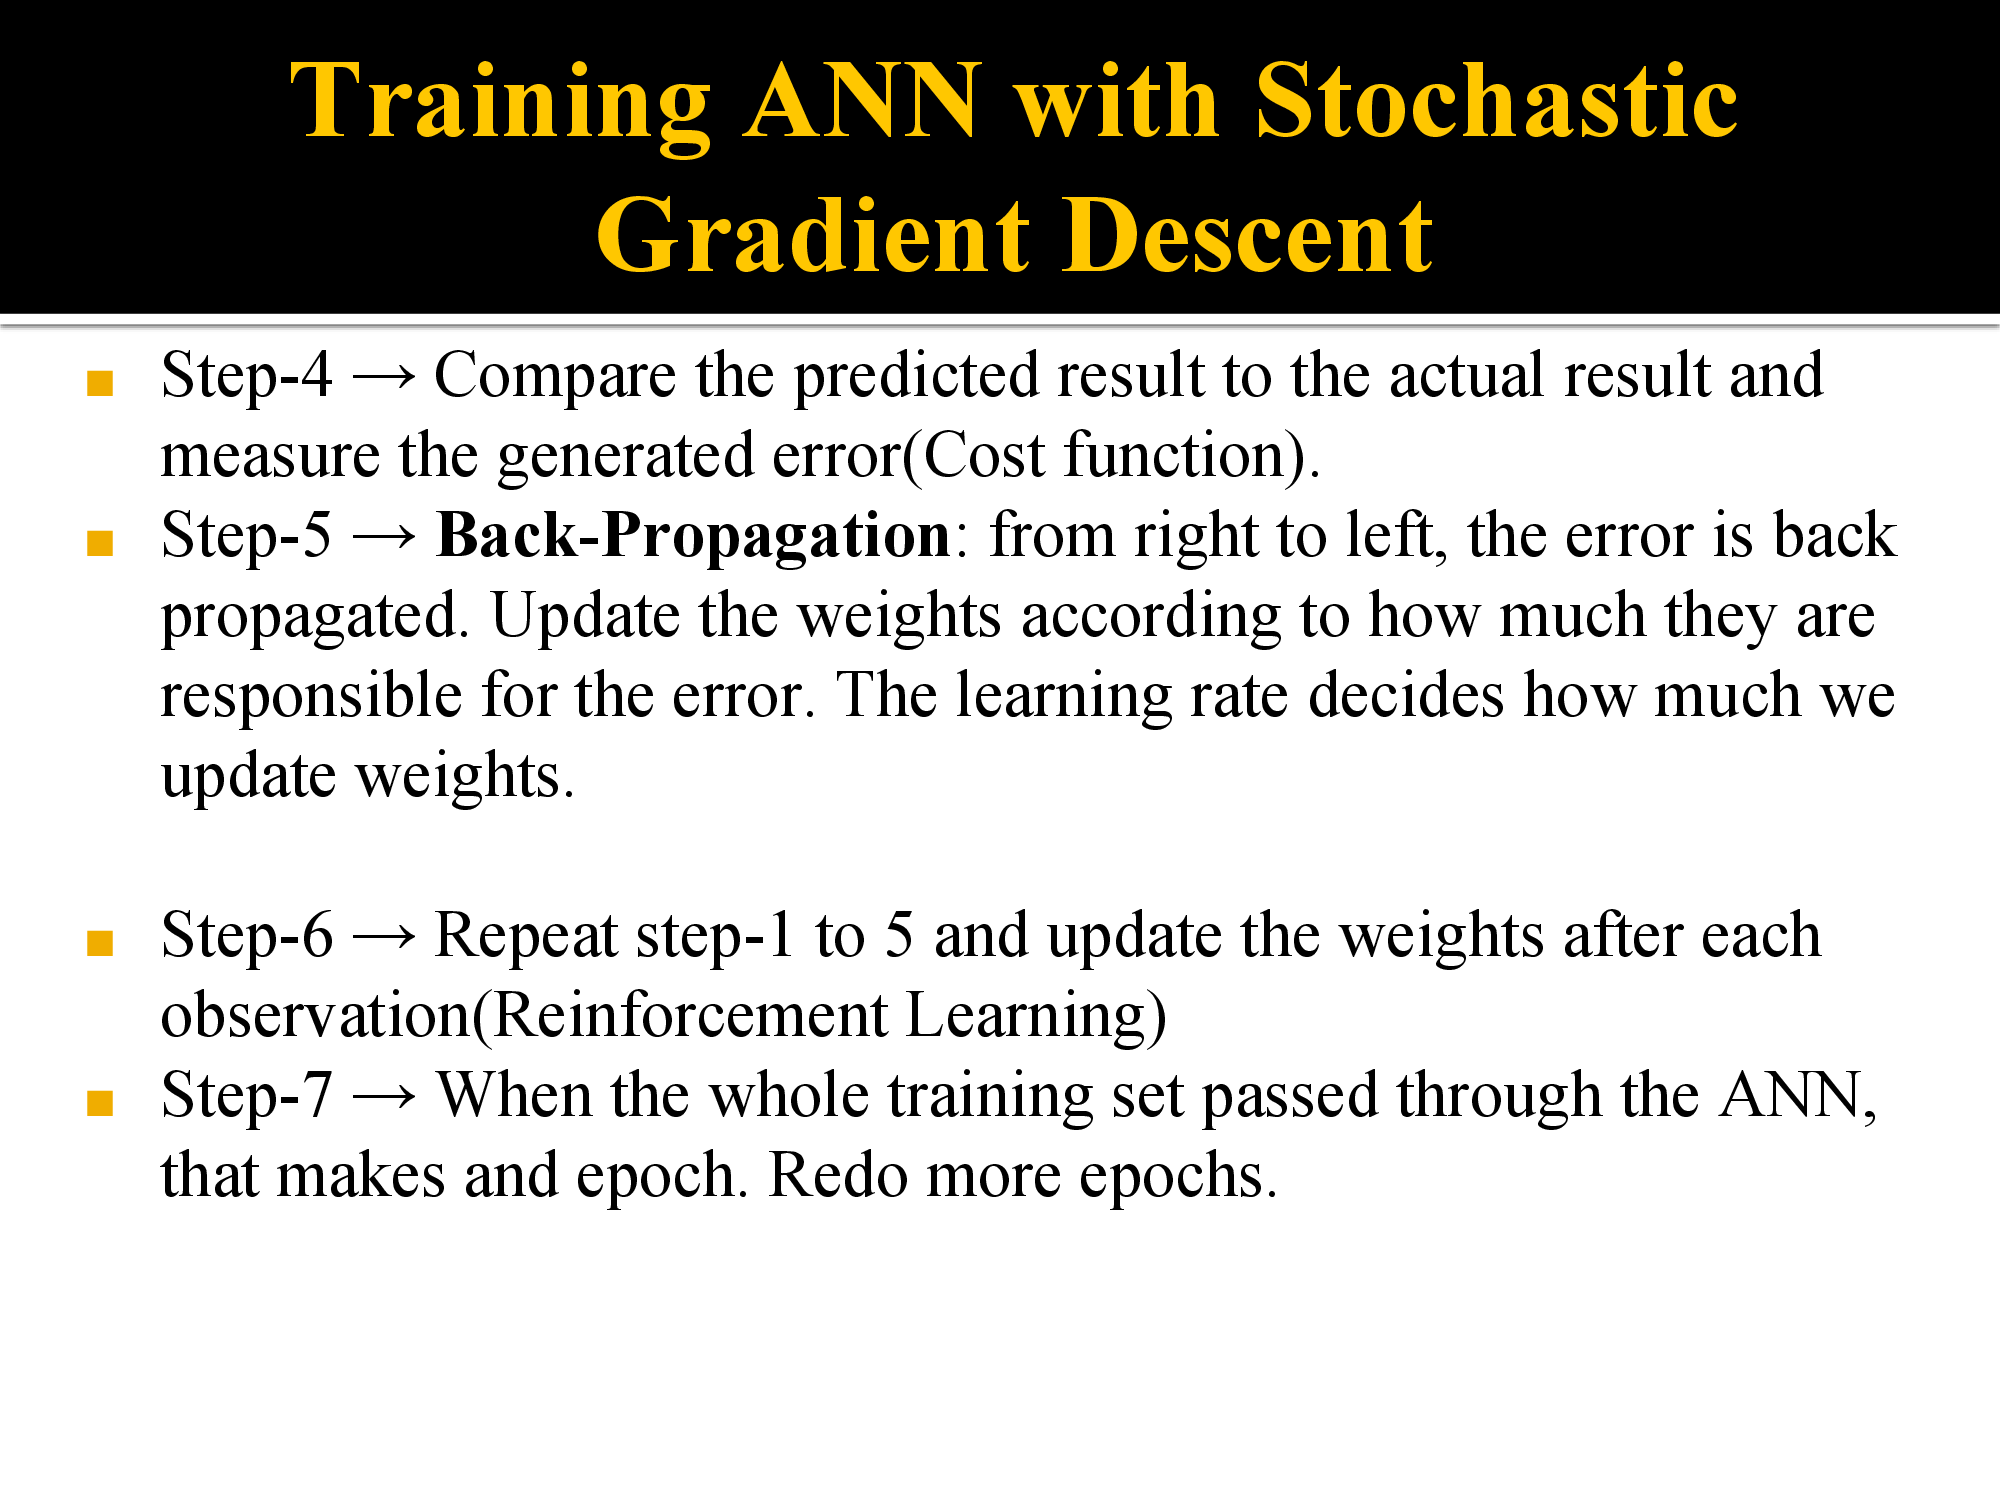 Training ANN with Stochastic
Gradient Descent
■ Step-4 → Compare the predicted result to the actual result and
measure the generated error(Cost function).
■ Step-5 → Back-Propagation: from right to left, the error is back
propagated. Update the weights according to how much they are
responsible for the error. The learning rate decides how much we
update weights.
■ Step-6 → Repeat step-1 to 5 and update the weights after each
observation(Reinforcement Learning)
■ Step-7 → When the whole training set passed through the ANN,
that makes and epoch. Redo more epochs.